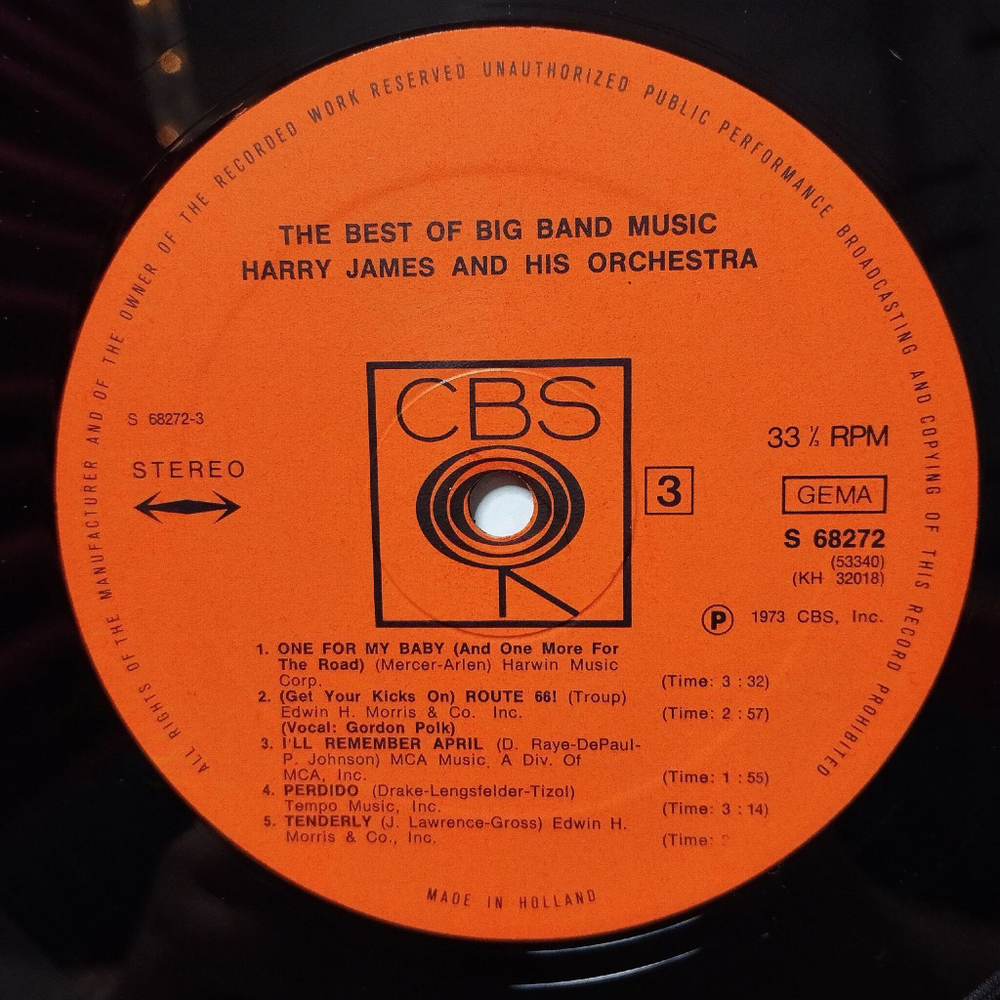 ALL RIGHTS OF THE MANUFACTURER AND OF THE OWNER OF THE RECORDED WORK RESERVED UNAUTHORIZED PUBLIC PERFORMANCE BROADCASTING AND COPYING OF THIS RECORD PROHIBITED
THE BEST OF BIG BAND MUSIC
HARRY JAMES AND HIS ORCHESTRA
CBS
S 68272-3
STEREO
3
33 ⅓ RPM
GEMA
S 68272
(53340)
(KH 32018)
Ⓟ 1973 CBS, Inc.
1. ONE FOR MY BABY (And One More For
The Road) (Mercer-Arlen) Harwin Music
Corp. (Time: 3 : 32)
2. (Get Your Kicks On) ROUTE 66! (Troup)
Edwin H. Morris & Co. Inc. (Time: 2 : 57)
(Vocal: Gordon Polk)
3. I'LL REMEMBER APRIL (D. Raye-DePaul-
P. Johnson) MCA Music, A Div. Of
MCA, Inc. (Time: 1 : 55)
4. PERDIDO (Drake-Lengsfelder-Tizol)
Tempo Music, Inc. (Time: 3 : 14)
5. TENDERLY (J. Lawrence-Gross) Edwin H.
Morris & Co., Inc. (Time:
MADE IN HOLLAND